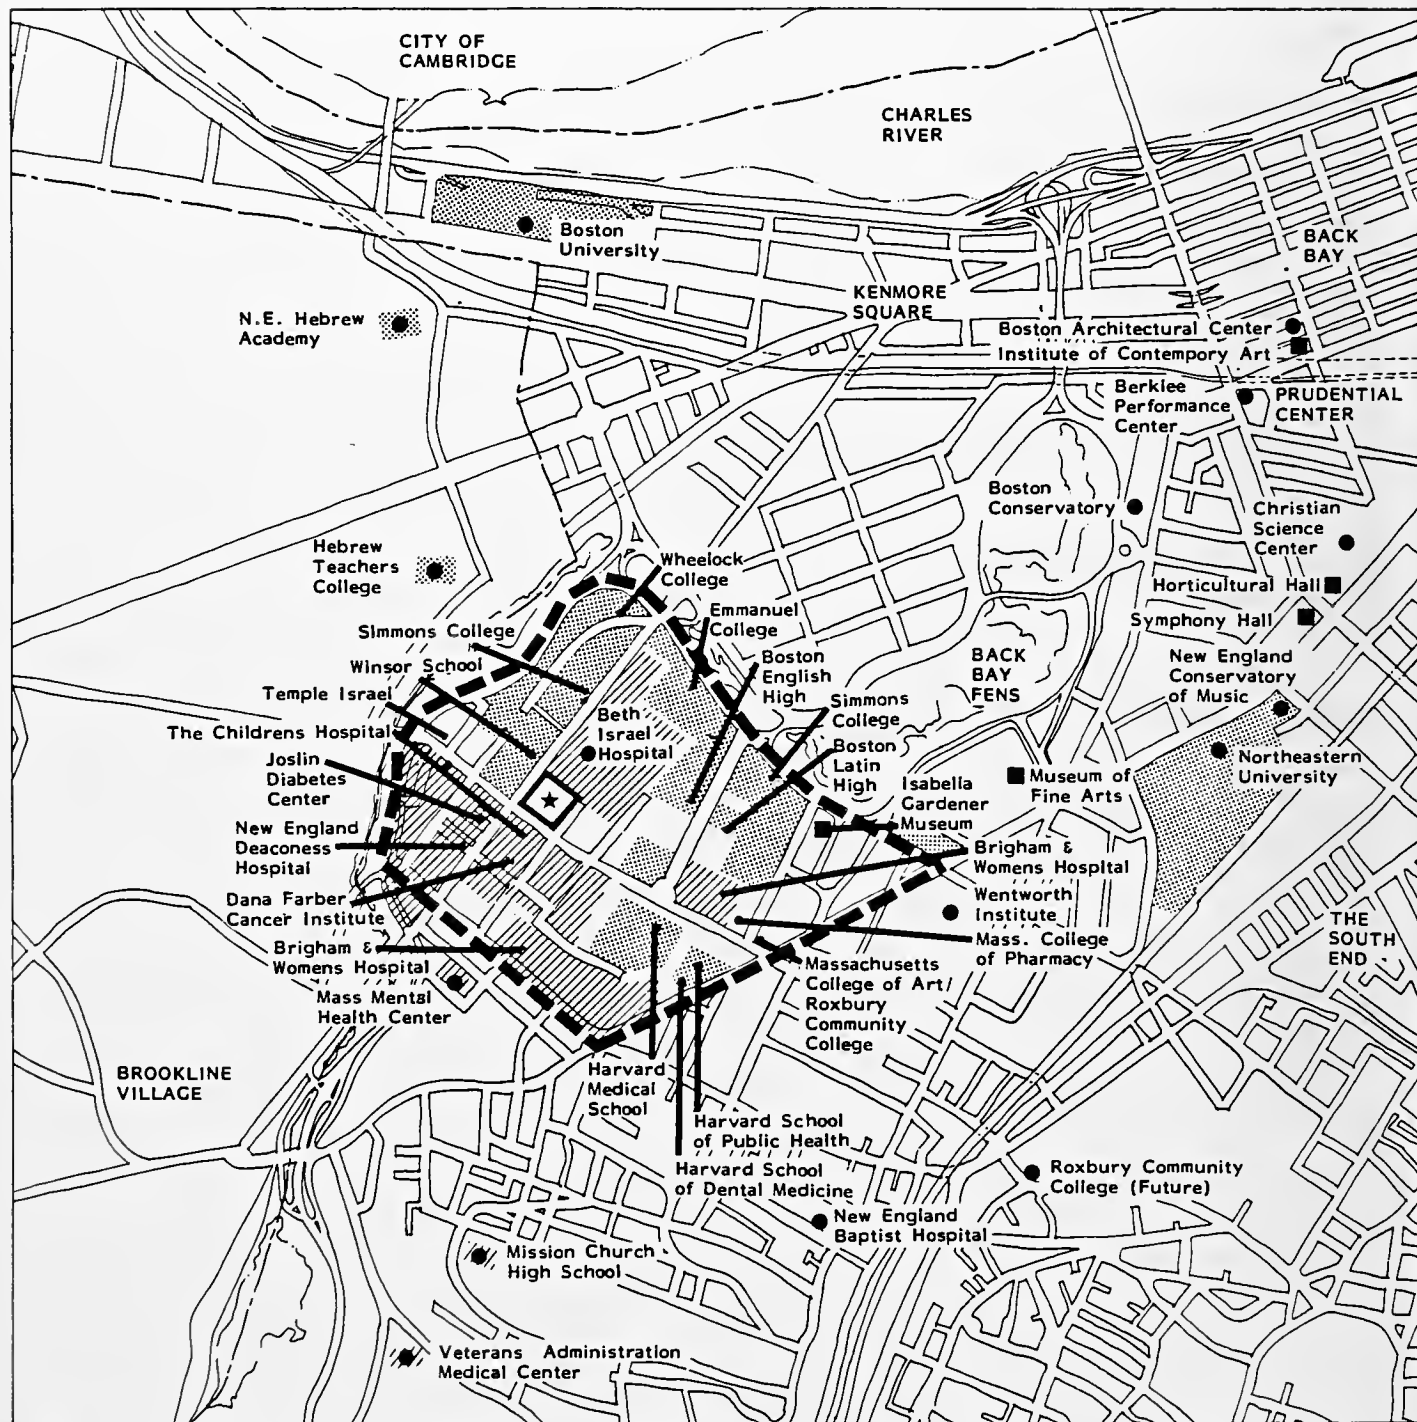 CITY OF
CAMBRIDGE
CHARLES
RIVER
Boston
University
BACK
BAY
KENMORE
SQUARE
N.E. Hebrew
Academy
Boston Architectural Center
Institute of Contempory Art
Berklee
Performance
Center
PRUDENTIAL
CENTER
Boston
Conservatory
Christian
Science
Center
Hebrew
Teachers
College
Wheelock
College
Horticultural Hall
Symphony Hall
Emmanuel
College
Simmons College
Winsor School
Temple Israel
The Childrens Hospital
Boston
English
High
BACK
BAY
FENS
New England
Conservatory
of Music
Simmons
College
Beth
Israel
Hospital
Boston
Latin
High
Joslin
Diabetes
Center
Isabella
Gardener
Museum
Museum of
Fine Arts
Northeastern
University
New England
Deaconess
Hospital
Brigham &
Womens Hospital
Dana Farber
Cancer Institute
Wentworth
Institute
Mass. College
of Pharmacy
THE
SOUTH
END
Brigham &
Womens Hospital
Mass Mental
Health Center
Massachusetts
College of Art/
Roxbury
Community
College
BROOKLINE
VILLAGE
Harvard
Medical
School
Harvard School
of Public Health
Harvard School
of Dental Medicine
Roxbury Community
College (Future)
New England
Baptist Hospital
Mission Church
High School
Veterans Administration
Medical Center